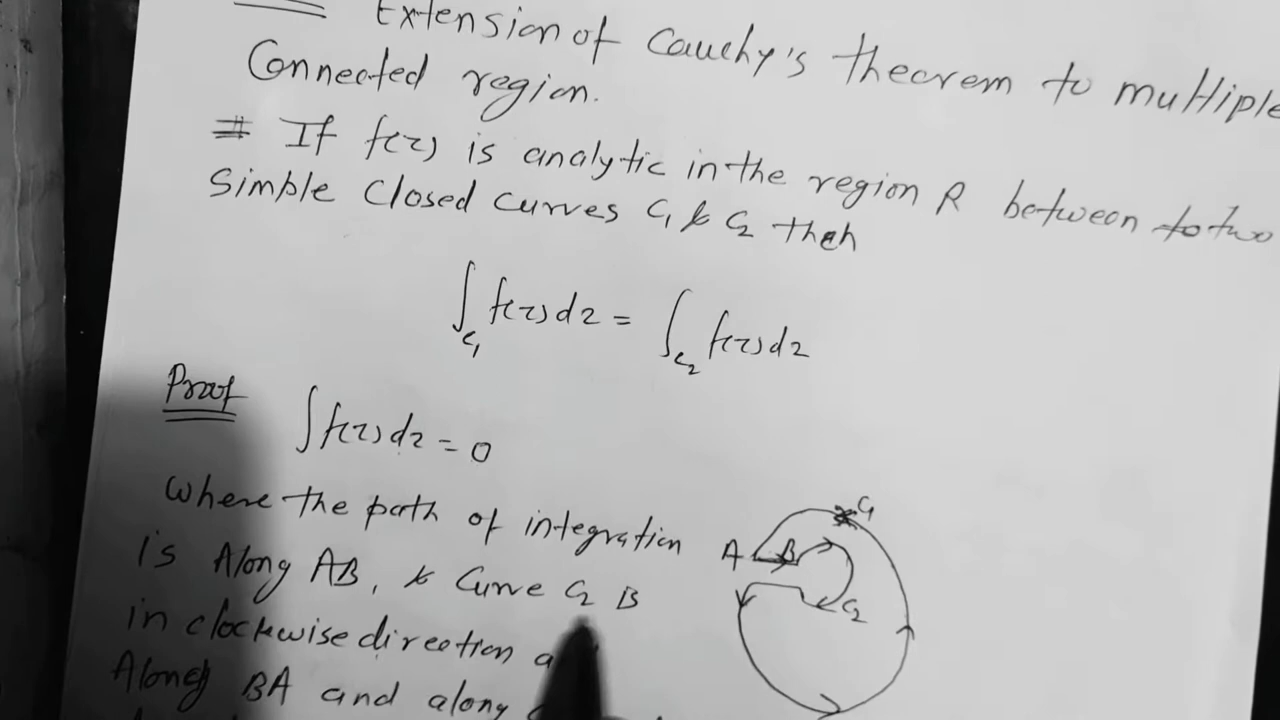 Extension of Cauchy's theorem to multiple
Connected region.
# If f(z) is analytic in the region R between to two
Simple Closed curves C₁ & C₂ then
∫C₁ f(z)dz = ∫C₂ f(z)dz
Proof
∫f(z)dz = 0
Where the path of integration
is Along AB, & Curve C₂ is
in clockwise direction
Along BA and along
A
B
C₁
C₂